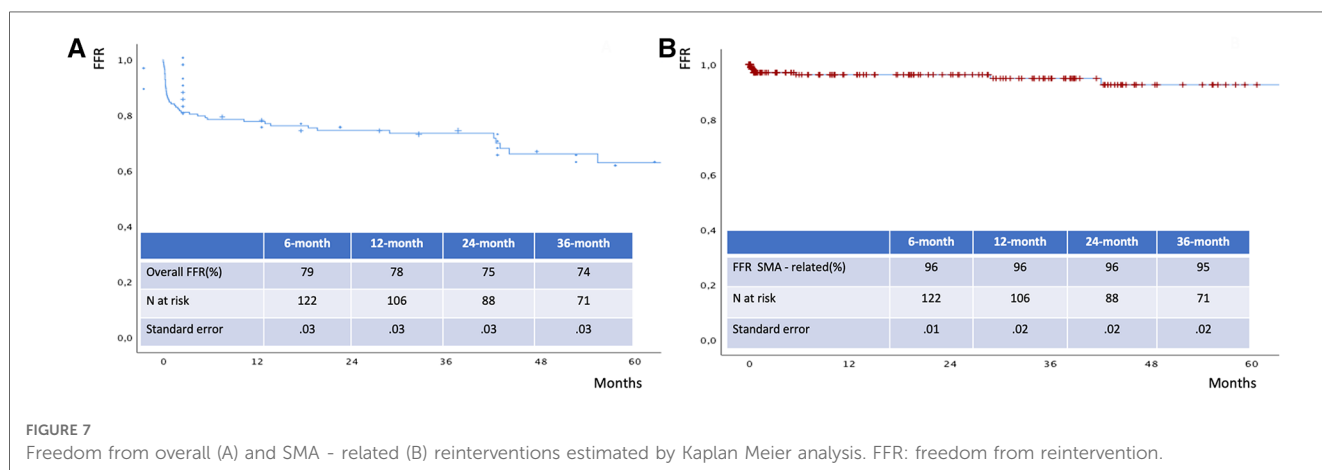 A
FFR
1,0
0,8
0,6
0,4
0,2
0,0
6-month 12-month 24-month 36-month
Overall FFR(%) 79 78 75 74
N at risk 122 106 88 71
Standard error .03 .03 .03 .03
0 12 24 36 48 60
Months
B
FFR
1,0
0,8
0,6
0,4
0,2
0,0
6-month 12-month 24-month 36-month
FFR SMA - related(%) 96 96 96 95
N at risk 122 106 88 71
Standard error .01 .02 .02 .02
0 12 24 36 48 60
Months
FIGURE 7
Freedom from overall (A) and SMA - related (B) reinterventions estimated by Kaplan Meier analysis. FFR: freedom from reintervention.